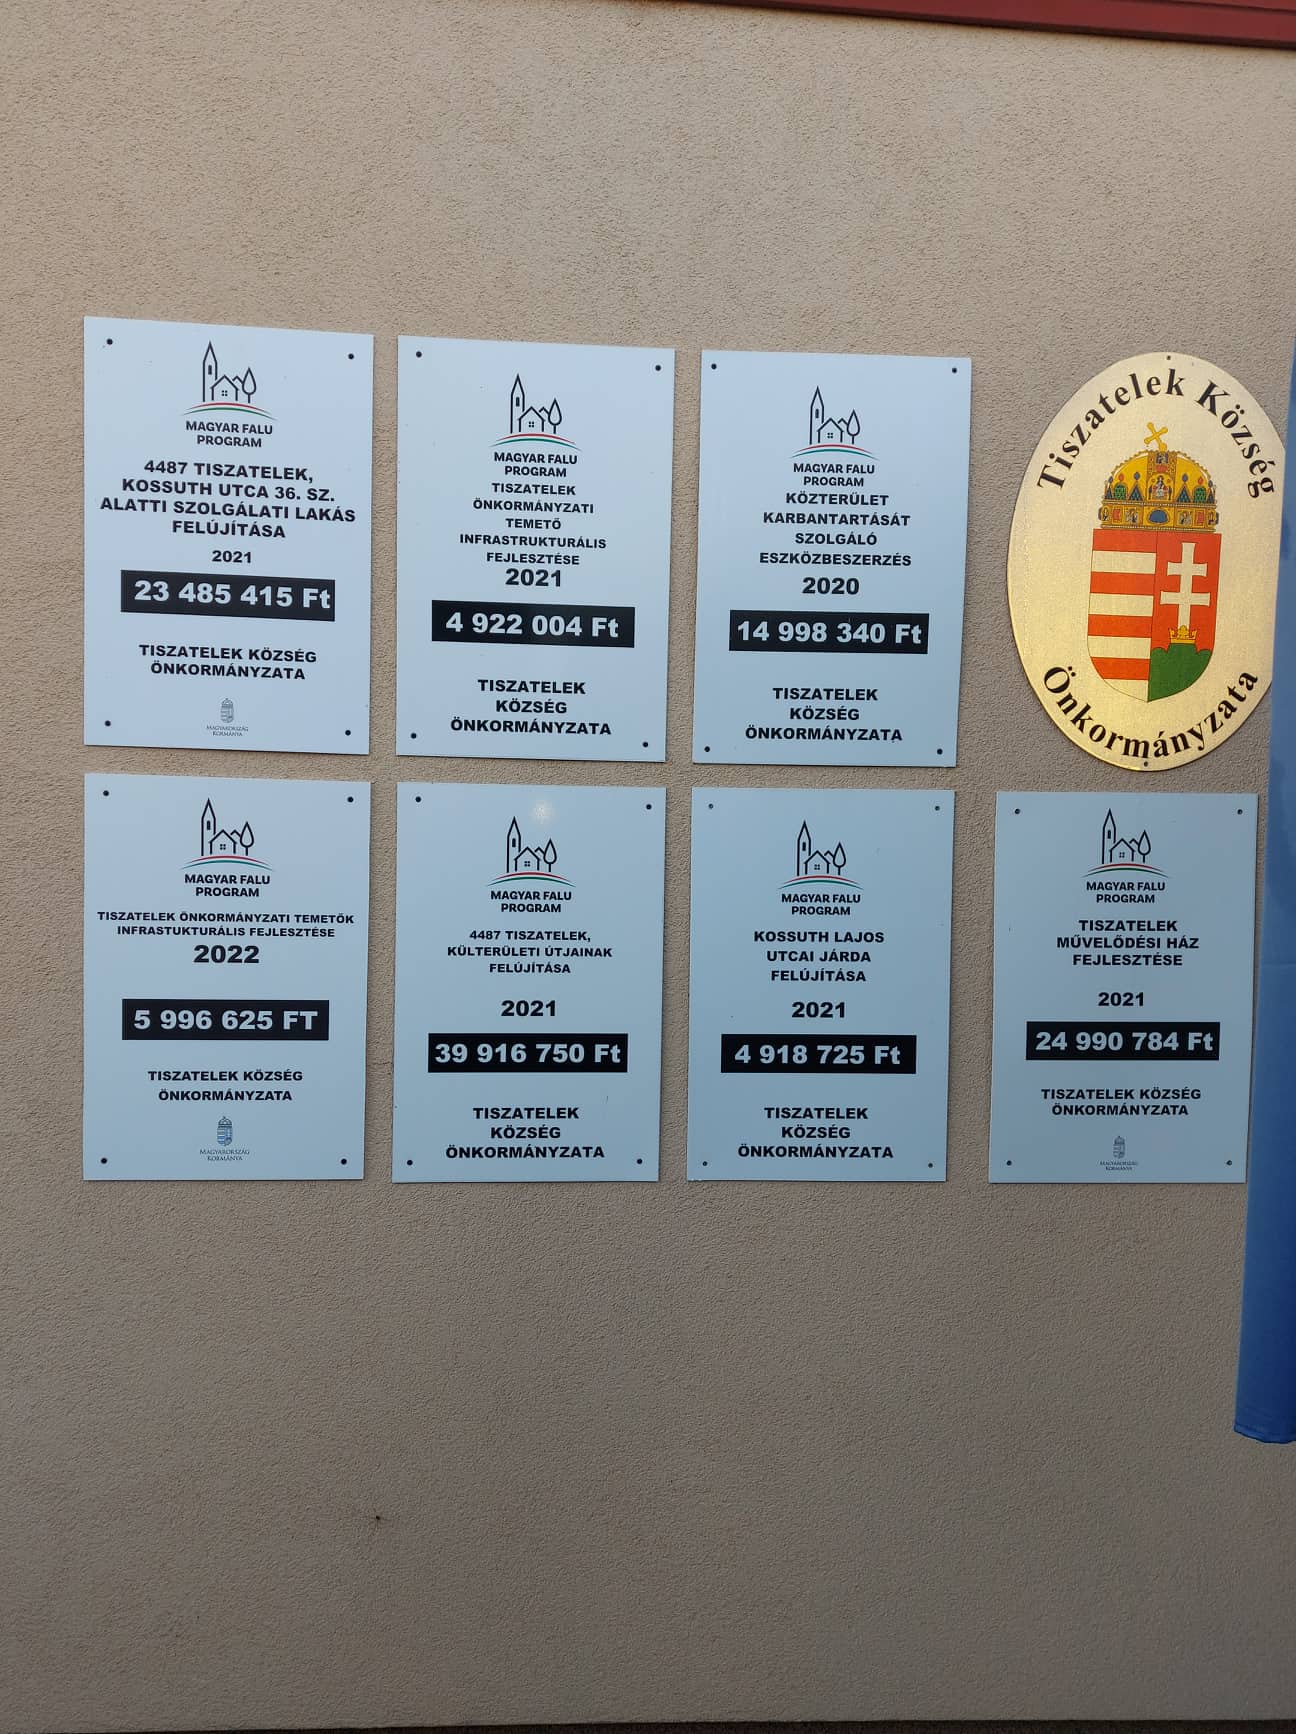 MAGYAR FALU
PROGRAM
4487 TISZATELEK,
KOSSUTH UTCA 36. SZ.
ALATTI SZOLGÁLATI LAKÁS
FELÚJÍTÁSA
2021
23 485 415 Ft
TISZATELEK KÖZSÉG
ÖNKORMÁNYZATA
MAGYARORSZÁG
KORMÁNYA
MAGYAR FALU
PROGRAM
TISZATELEK
ÖNKORMÁNYZATI
TEMETŐ
INFRASTRUKTURÁLIS
FEJLESZTÉSE
2021
4 922 004 Ft
TISZATELEK
KÖZSÉG
ÖNKORMÁNYZATA
MAGYAR FALU
PROGRAM
KÖZTERÜLET
KARBANTARTÁSÁT
SZOLGÁLÓ
ESZKÖZBESZERZÉS
2020
14 998 340 Ft
TISZATELEK
KÖZSÉG
ÖNKORMÁNYZATA
Tiszatelek Község
Önkormányzata
MAGYAR FALU
PROGRAM
TISZATELEK ÖNKORMÁNYZATI TEMETŐK
INFRASTUKTURÁLIS FEJLESZTÉSE
2022
5 996 625 FT
TISZATELEK KÖZSÉG
ÖNKORMÁNYZATA
MAGYARORSZÁG
KORMÁNYA
MAGYAR FALU
PROGRAM
4487 TISZATELEK,
KÜLTERÜLETI ÚTJAINAK
FELÚJÍTÁSA
2021
39 916 750 Ft
TISZATELEK
KÖZSÉG
ÖNKORMÁNYZATA
MAGYAR FALU
PROGRAM
KOSSUTH LAJOS
UTCAI JÁRDA
FELÚJÍTÁSA
2021
4 918 725 Ft
TISZATELEK
KÖZSÉG
ÖNKORMÁNYZATA
MAGYAR FALU
PROGRAM
TISZATELEK
MŰVELŐDÉSI HÁZ
FEJLESZTÉSE
2021
24 990 784 Ft
TISZATELEK KÖZSÉG
ÖNKORMÁNYZATA
MAGYARORSZÁG
KORMÁNYA